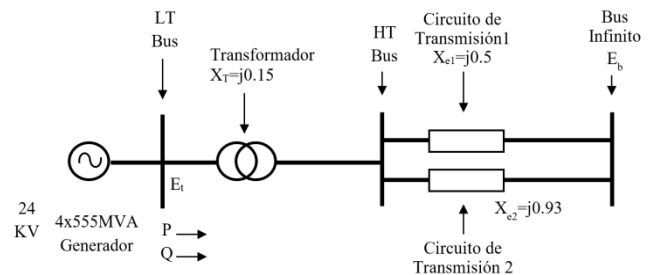 LT
Bus
Transformador
X_T=j0.15
HT
Bus
Circuito de
Transmisión1
X_e1=j0.5
Bus
Infinito
E_b
E_t
24
KV
4x555MVA
Generador
P
Q
X_e2=j0.93
Circuito de
Transmisión 2